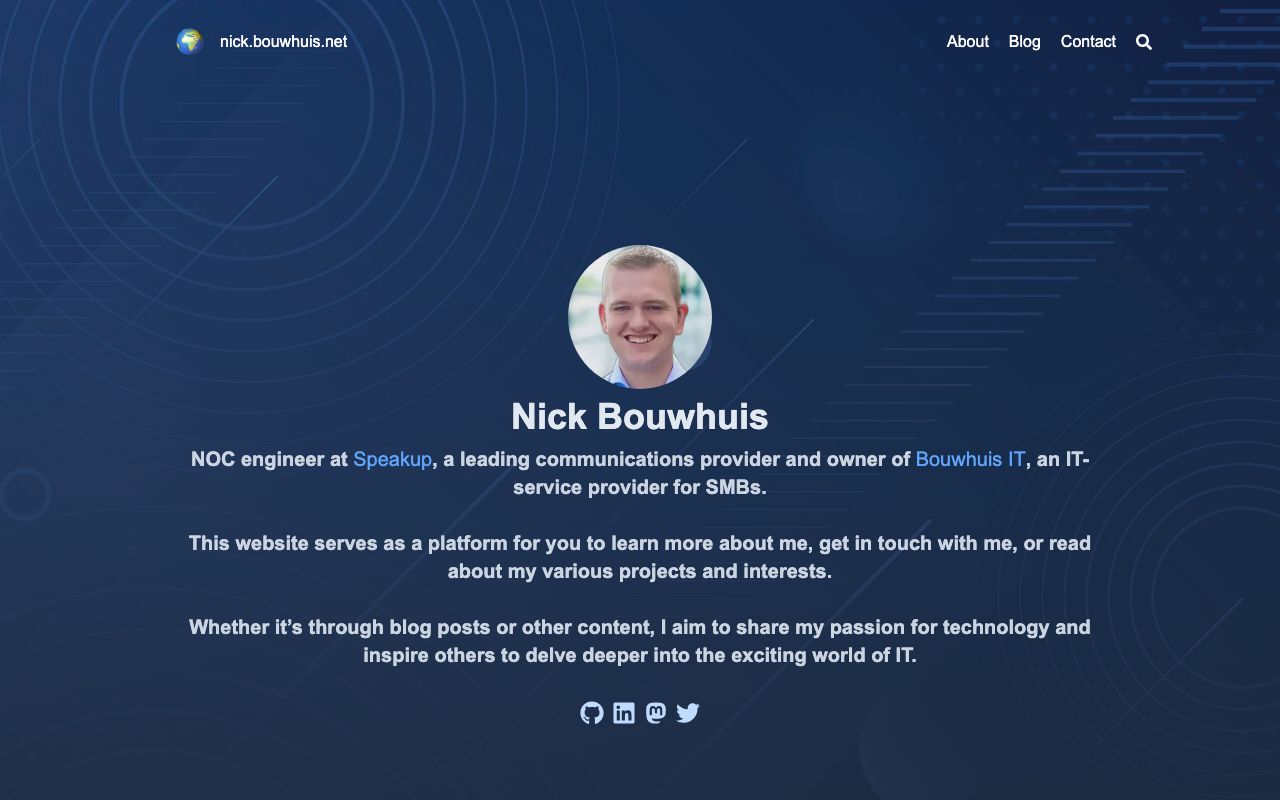 nick.bouwhuis.net
About Blog Contact
Nick Bouwhuis
NOC engineer at Speakup, a leading communications provider and owner of Bouwhuis IT, an IT-
service provider for SMBs.
This website serves as a platform for you to learn more about me, get in touch with me, or read
about my various projects and interests.
Whether it’s through blog posts or other content, I aim to share my passion for technology and
inspire others to delve deeper into the exciting world of IT.